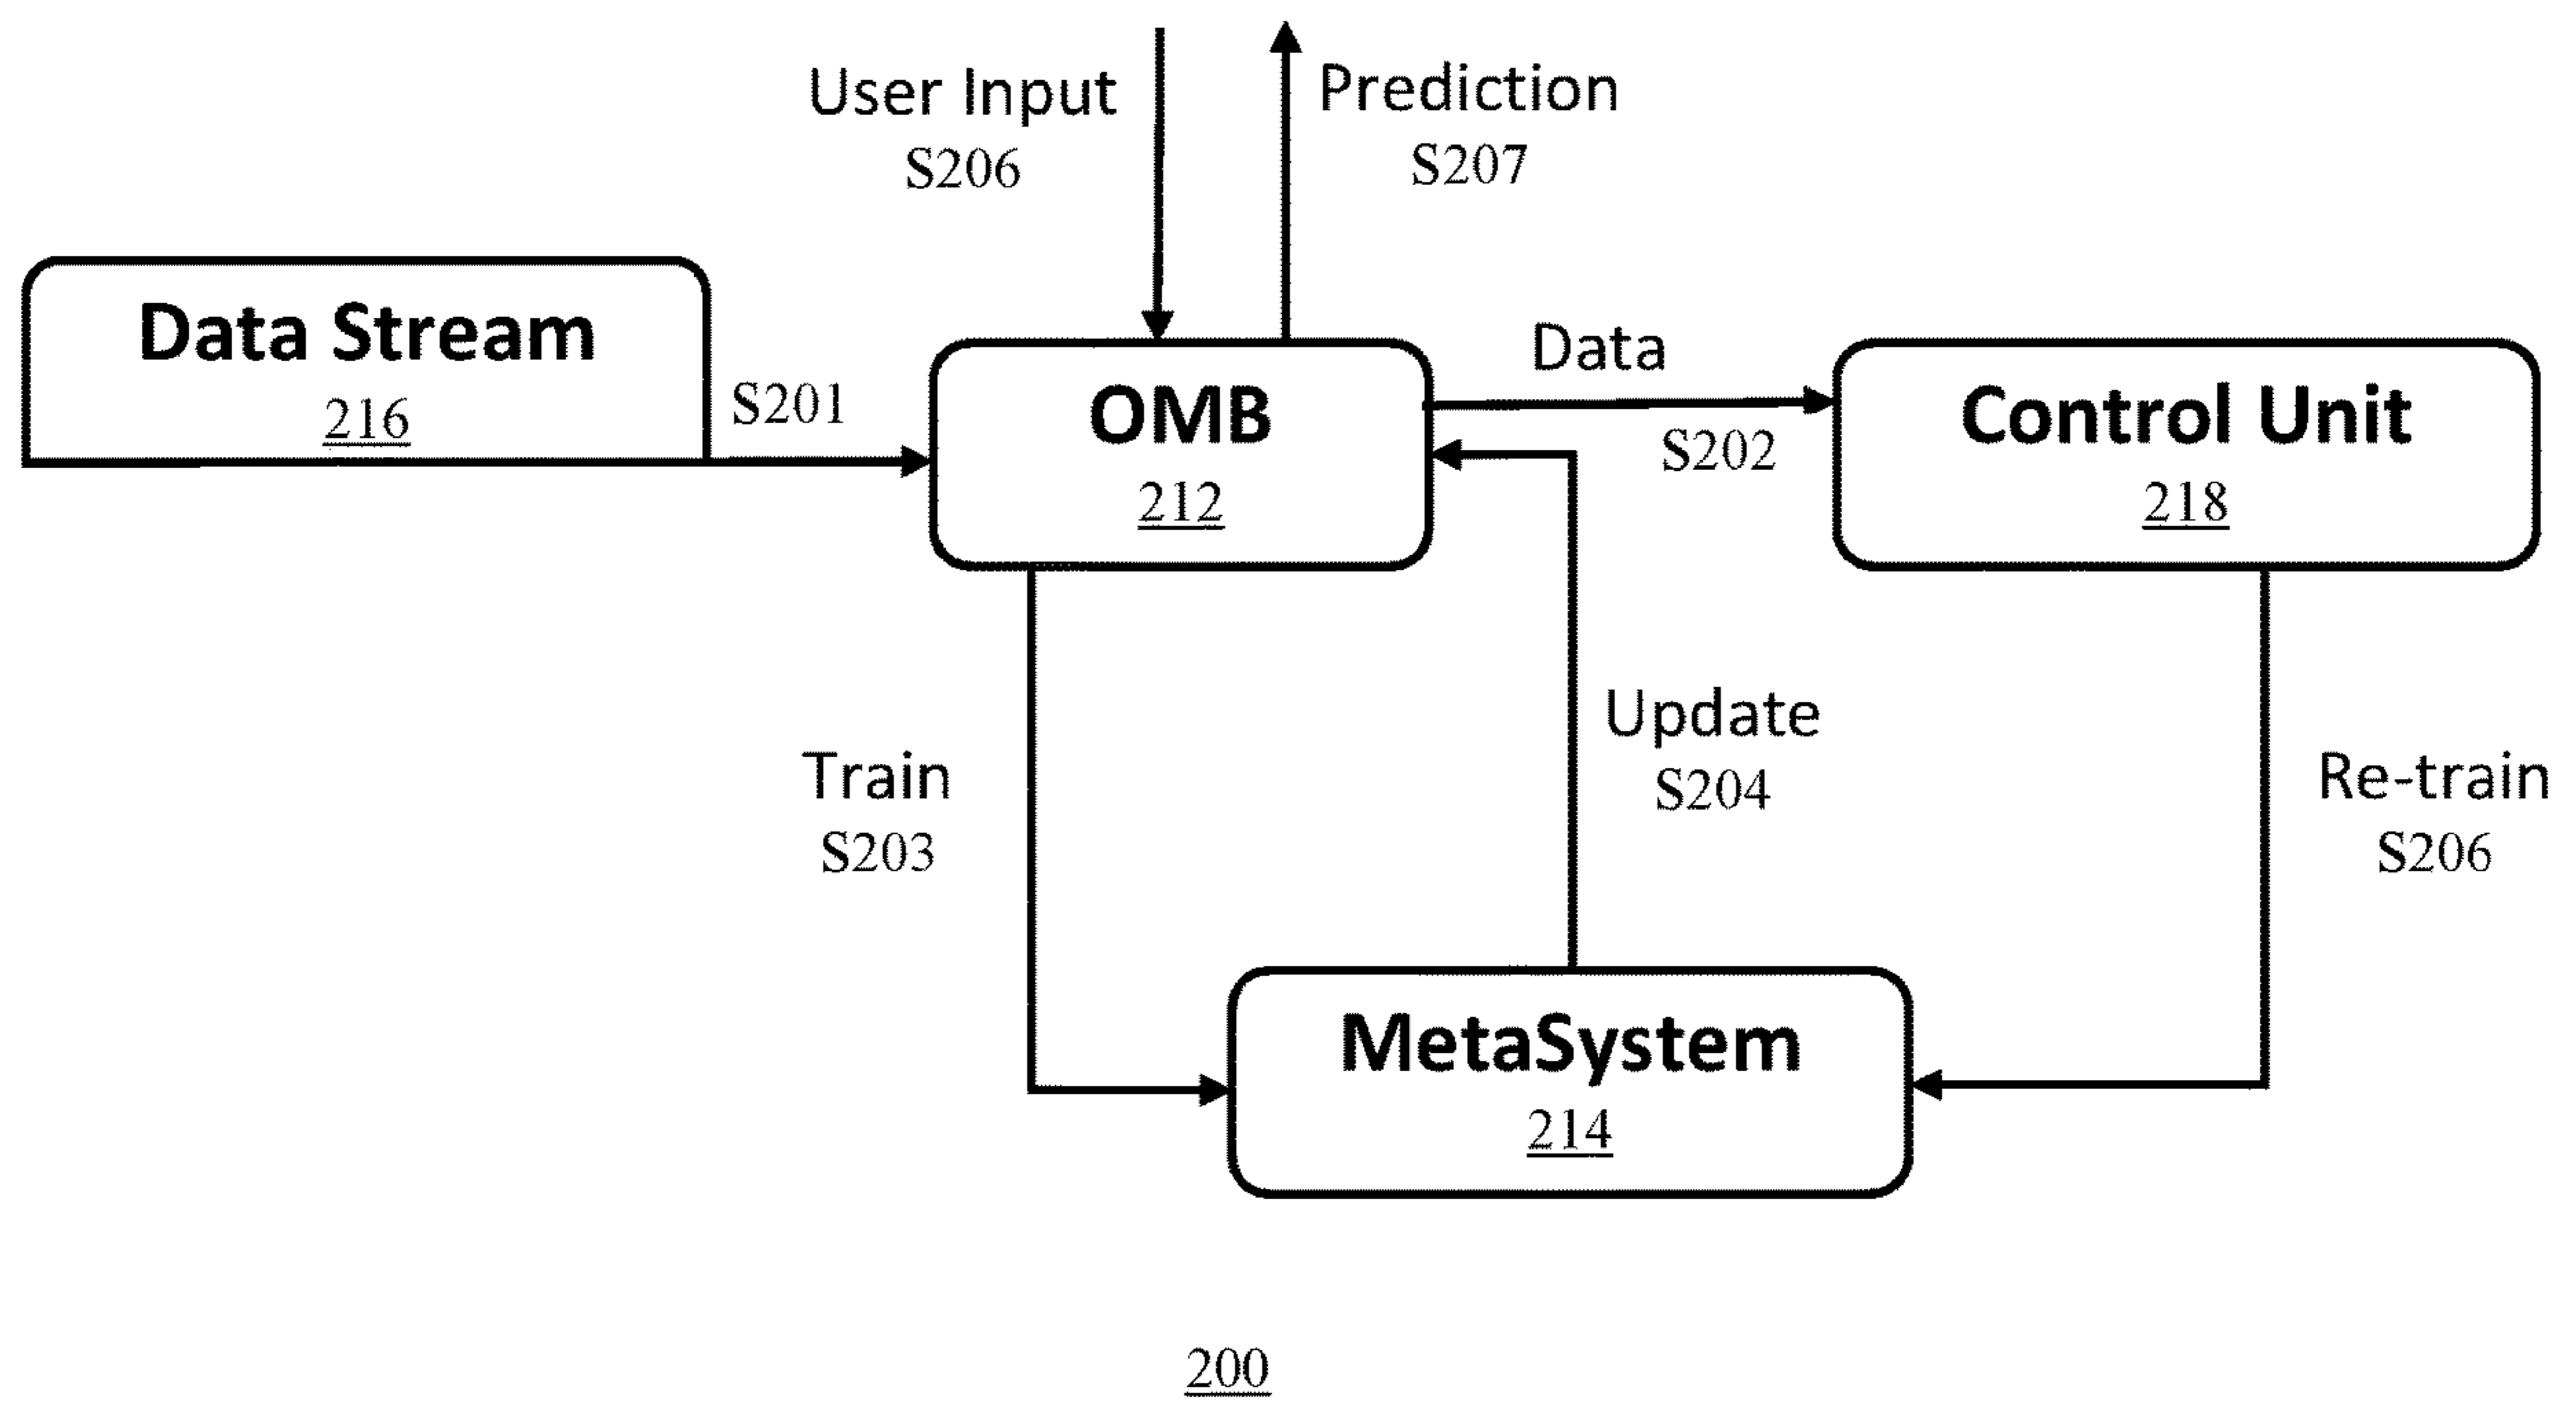 User Input
S206
Prediction
S207
Data Stream
216
S201
OMB
212
Data
S202
Control Unit
218
Train
S203
Update
S204
Re-train
S206
MetaSystem
214
200